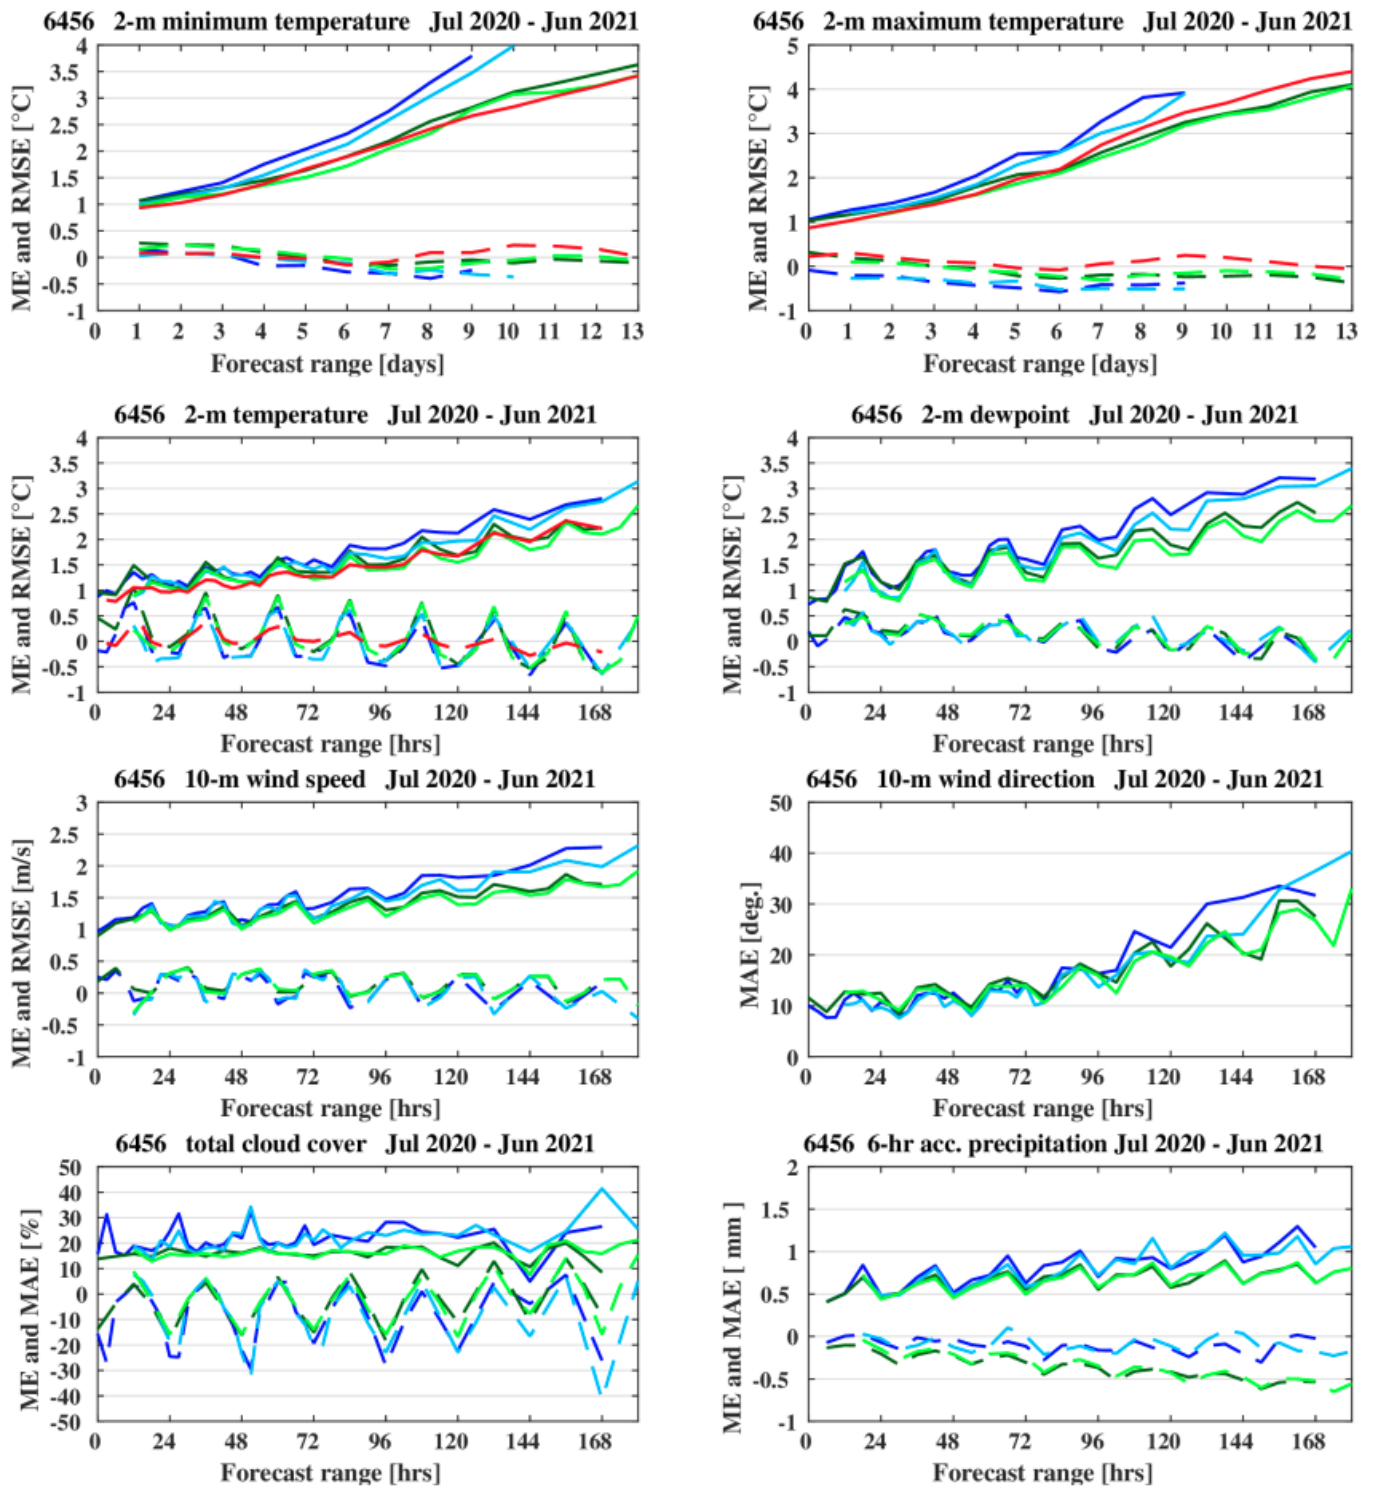 6456 2-m minimum temperature Jul 2020 - Jun 2021
ME and RMSE [°C]
4
3.5
3
2.5
2
1.5
1
0.5
0
-0.5
-1
0 1 2 3 4 5 6 7 8 9 10 11 12 13
Forecast range [days]
6456 2-m maximum temperature Jul 2020 - Jun 2021
ME and RMSE [°C]
5
4
3
2
1
0
-1
0 1 2 3 4 5 6 7 8 9 10 11 12 13
Forecast range [days]
6456 2-m temperature Jul 2020 - Jun 2021
ME and RMSE [°C]
4
3.5
3
2.5
2
1.5
1
0.5
0
-0.5
-1
0 24 48 72 96 120 144 168
Forecast range [hrs]
6456 2-m dewpoint Jul 2020 - Jun 2021
ME and RMSE [°C]
4
3.5
3
2.5
2
1.5
1
0.5
0
-0.5
-1
0 24 48 72 96 120 144 168
Forecast range [hrs]
6456 10-m wind speed Jul 2020 - Jun 2021
ME and RMSE [m/s]
3
2.5
2
1.5
1
0.5
0
-0.5
-1
0 24 48 72 96 120 144 168
Forecast range [hrs]
6456 10-m wind direction Jul 2020 - Jun 2021
MAE [deg.]
50
40
30
20
10
0
0 24 48 72 96 120 144 168
Forecast range [hrs]
6456 total cloud cover Jul 2020 - Jun 2021
ME and MAE [%]
50
40
30
20
10
0
-10
-20
-30
-40
-50
0 24 48 72 96 120 144 168
Forecast range [hrs]
6456 6-hr acc. precipitation Jul 2020 - Jun 2021
ME and MAE [ mm ]
2
1.5
1
0.5
0
-0.5
-1
0 24 48 72 96 120 144 168
Forecast range [hrs]